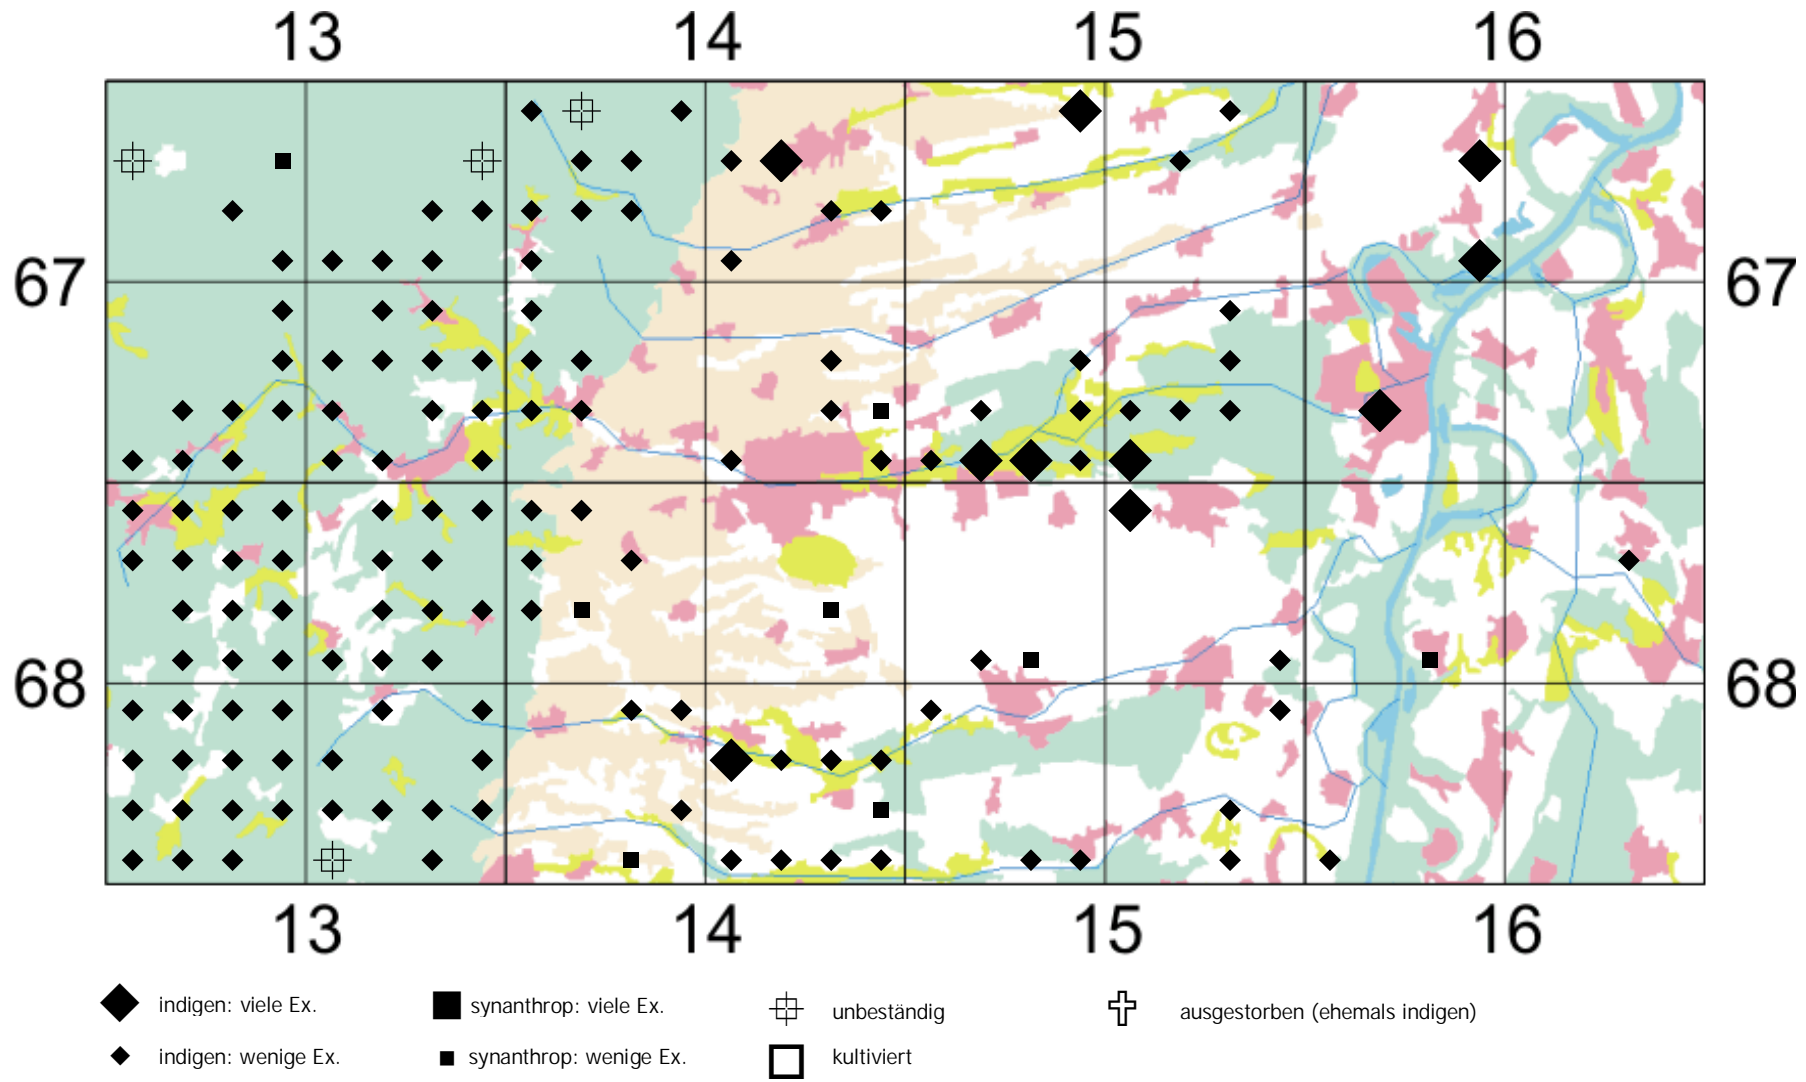 13 14 15 16
67 67
68 68
13 14 15 16
indigen: viele Ex. synanthrop: viele Ex. unbeständig ausgestorben (ehemals indigen)
indigen: wenige Ex. synanthrop: wenige Ex. kultiviert